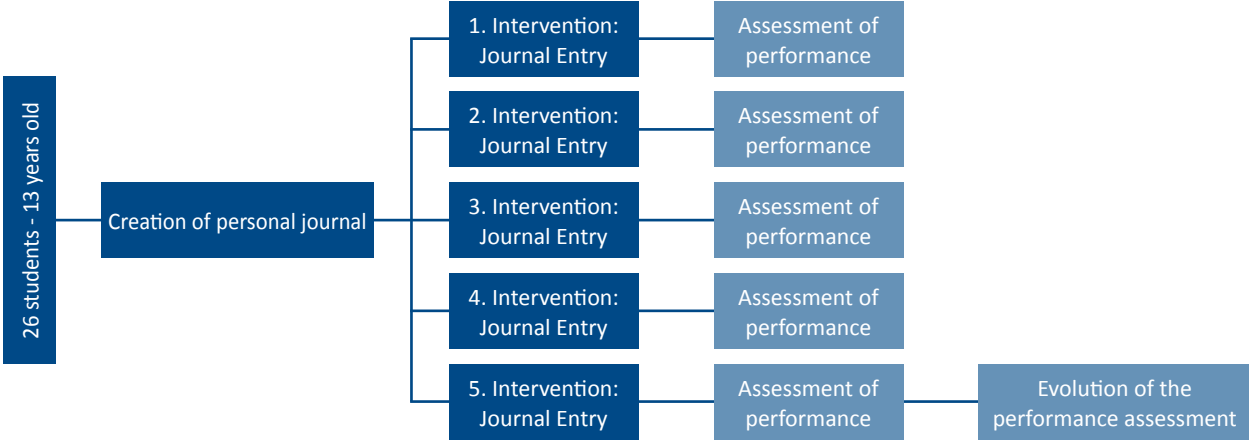 26 students - 13 years old
Creation of personal journal
1. Intervention:
Journal Entry
Assessment of
performance
2. Intervention:
Journal Entry
Assessment of
performance
3. Intervention:
Journal Entry
Assessment of
performance
4. Intervention:
Journal Entry
Assessment of
performance
5. Intervention:
Journal Entry
Assessment of
performance
Evolution of the
performance assessment